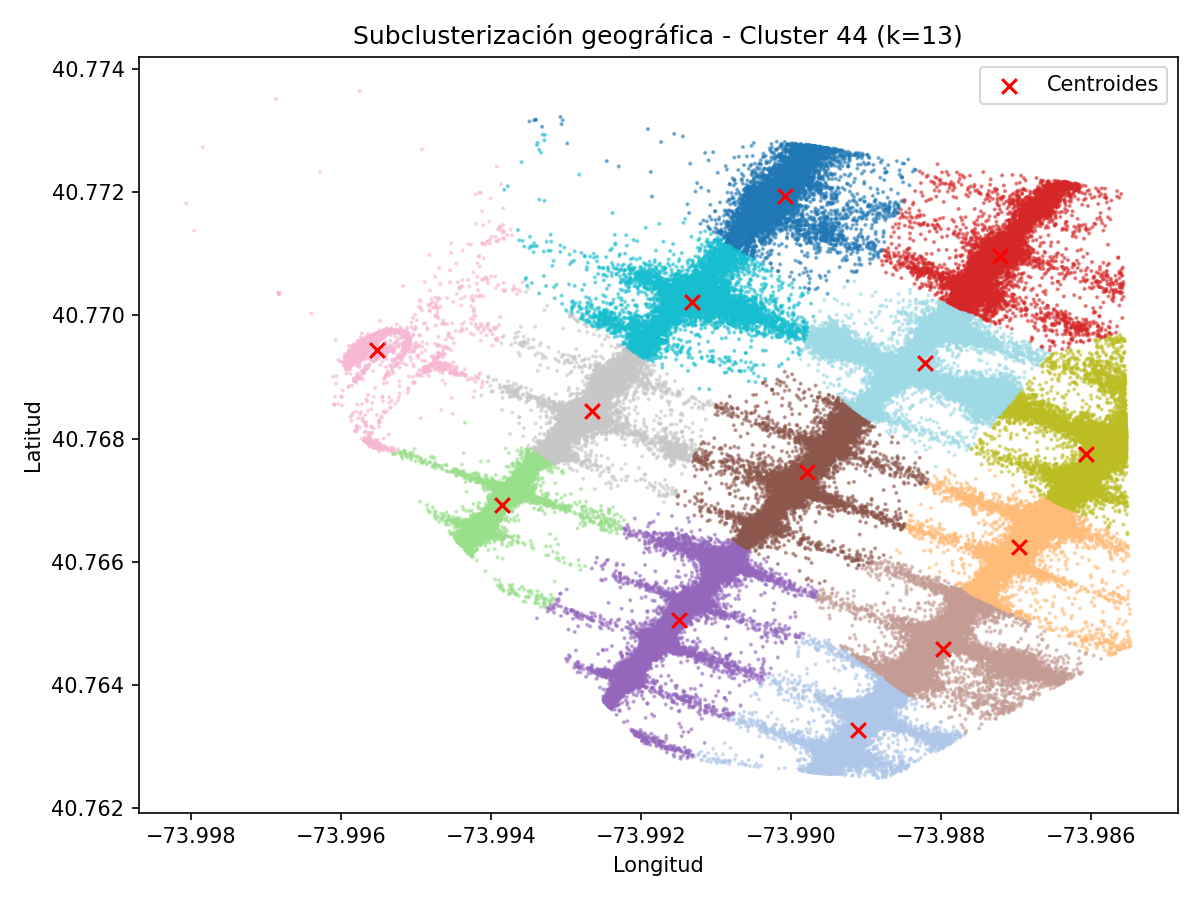 Subclusterización geográfica - Cluster 44 (k=13)
Centroides
40.774
40.772
40.770
40.768
40.766
40.764
40.762
Latitud
−73.998 −73.996 −73.994 −73.992 −73.990 −73.988 −73.986
Longitud